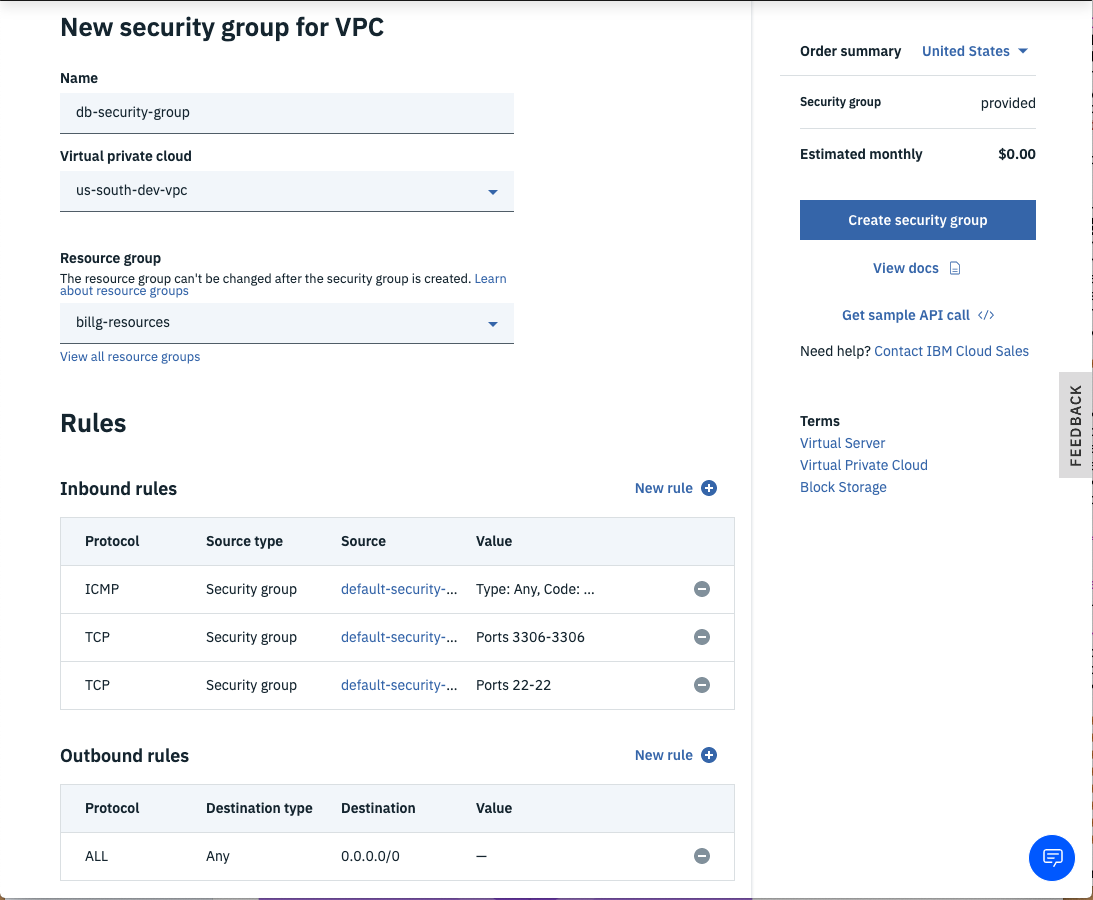 New security group for VPC
Name
db-security-group
Virtual private cloud
us-south-dev-vpc
Resource group
The resource group can't be changed after the security group is created. Learn
about resource groups
billg-resources
View all resource groups
Rules
Inbound rules
New rule
Protocol Source type Source Value
ICMP Security group default-security-... Type: Any, Code: ...
TCP Security group default-security-... Ports 3306-3306
TCP Security group default-security-... Ports 22-22
Outbound rules
New rule
Protocol Destination type Destination Value
ALL Any 0.0.0.0/0 —
Order summary United States
Security group provided
Estimated monthly $0.00
Create security group
View docs
Get sample API call </>
Need help? Contact IBM Cloud Sales
Terms
Virtual Server
Virtual Private Cloud
Block Storage
FEEDBACK